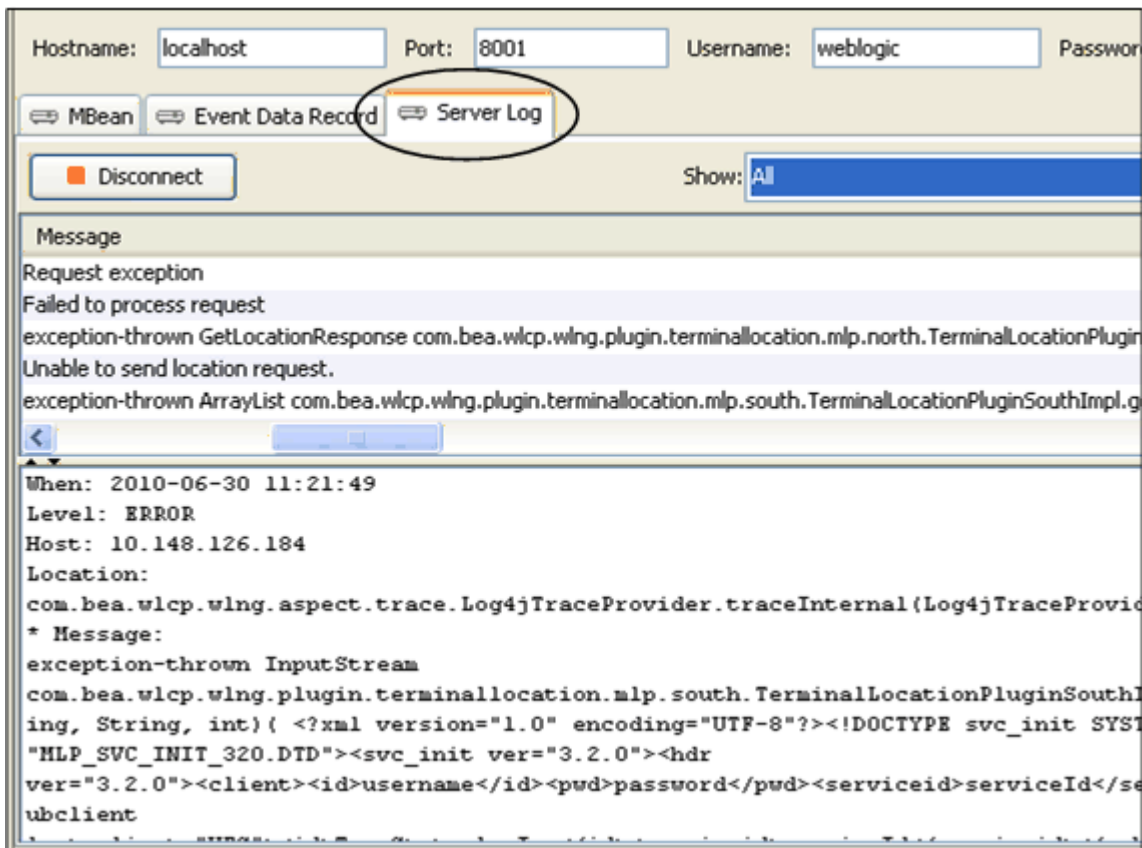 Hostname: localhost Port: 8001 Username: weblogic Passwor
MBean Event Data Record Server Log
Disconnect Show: All
Message
Request exception
Failed to process request
exception-thrown GetLocationResponse com.bea.wlcp.wlng.plugin.terminallocation.mlp.north.TerminalLocationPlugin
Unable to send location request.
exception-thrown ArrayList com.bea.wlcp.wlng.plugin.terminallocation.mlp.south.TerminalLocationPluginSouthImpl.g
When: 2010-06-30 11:21:49
Level: ERROR
Host: 10.148.126.184
Location:
com.bea.wlcp.wlng.aspect.trace.Log4jTraceProvider.traceInternal(Log4jTraceProvid
* Message:
exception-thrown InputStream
com.bea.wlcp.wlng.plugin.terminallocation.mlp.south.TerminalLocationPluginSouthI
ing, String, int)( <?xml version="1.0" encoding="UTF-8"?><!DOCTYPE svc_init SYST
"MLP_SVC_INIT_320.DTD"><svc_init ver="3.2.0"><hdr
ver="3.2.0"><client><id>username</id><pwd>password</pwd><serviceid>serviceId</se
ubclient